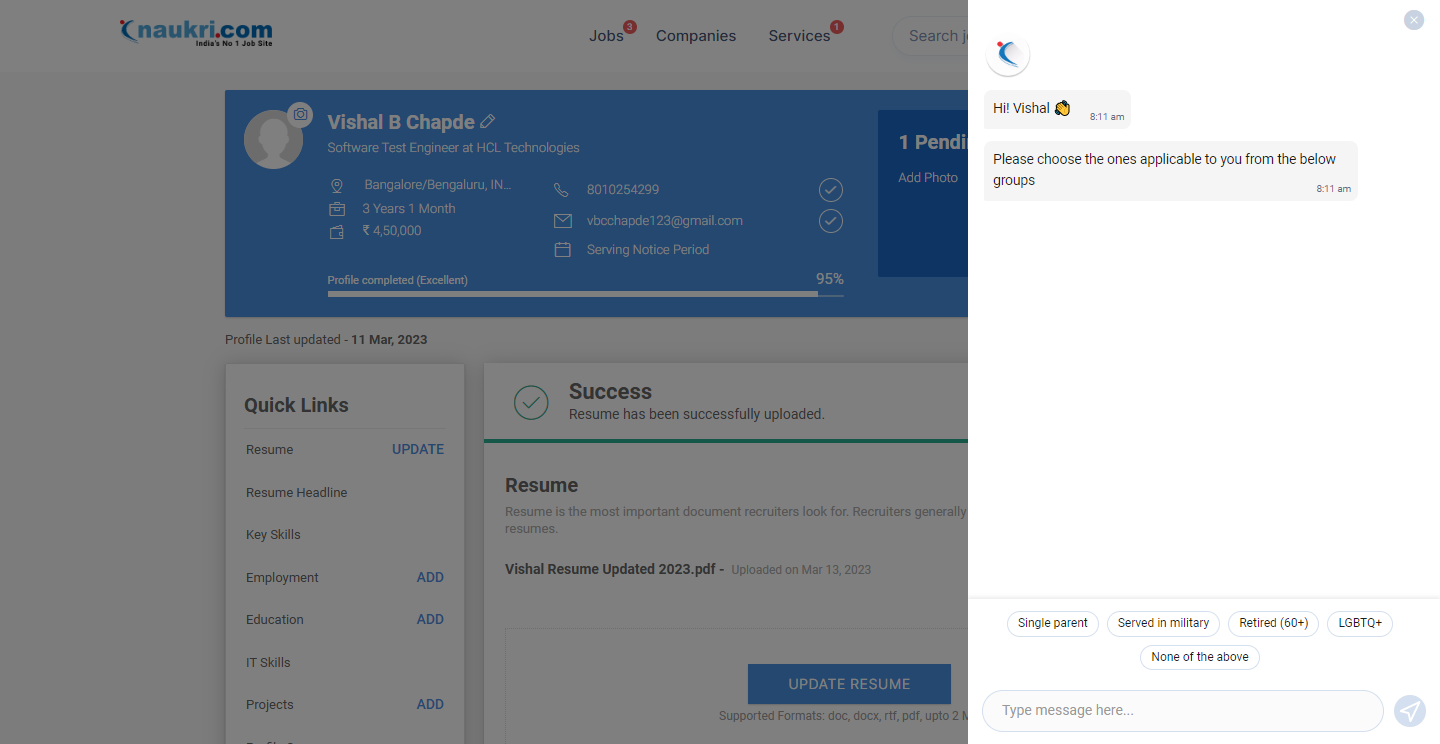 naukri.com
India's No 1 Job Site
Jobs 3
Companies
Services 1
Search j
Vishal B Chapde
Software Test Engineer at HCL Technologies
Bangalore/Bengaluru, IN...
3 Years 1 Month
₹ 4,50,000
8010254299
vbcchapde123@gmail.com
Serving Notice Period
Profile completed (Excellent)
95%
1 Pendi
Add Photo
Profile Last updated - 11 Mar, 2023
Quick Links
Resume UPDATE
Resume Headline
Key Skills
Employment ADD
Education ADD
IT Skills
Projects ADD
Success
Resume has been successfully uploaded.
Resume
Resume is the most important document recruiters look for. Recruiters generally
resumes.
Vishal Resume Updated 2023.pdf - Uploaded on Mar 13, 2023
UPDATE RESUME
Supported Formats: doc, docx, rtf, pdf, upto 2 M
Hi! Vishal 👏
8:11 am
Please choose the ones applicable to you from the below
groups
8:11 am
Single parent
Served in military
Retired (60+)
LGBTQ+
None of the above
Type message here...